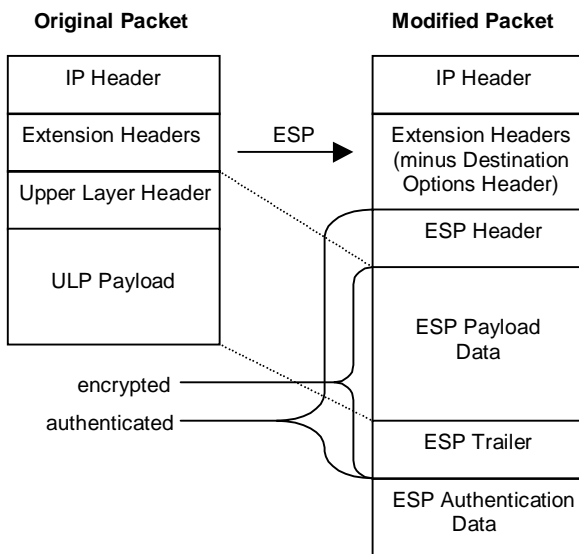 Original Packet
IP Header
Extension Headers
Upper Layer Header
ULP Payload
ESP
encrypted
authenticated
Modified Packet
IP Header
Extension Headers
(minus Destination
Options Header)
ESP Header
ESP Payload
Data
ESP Trailer
ESP Authentication
Data